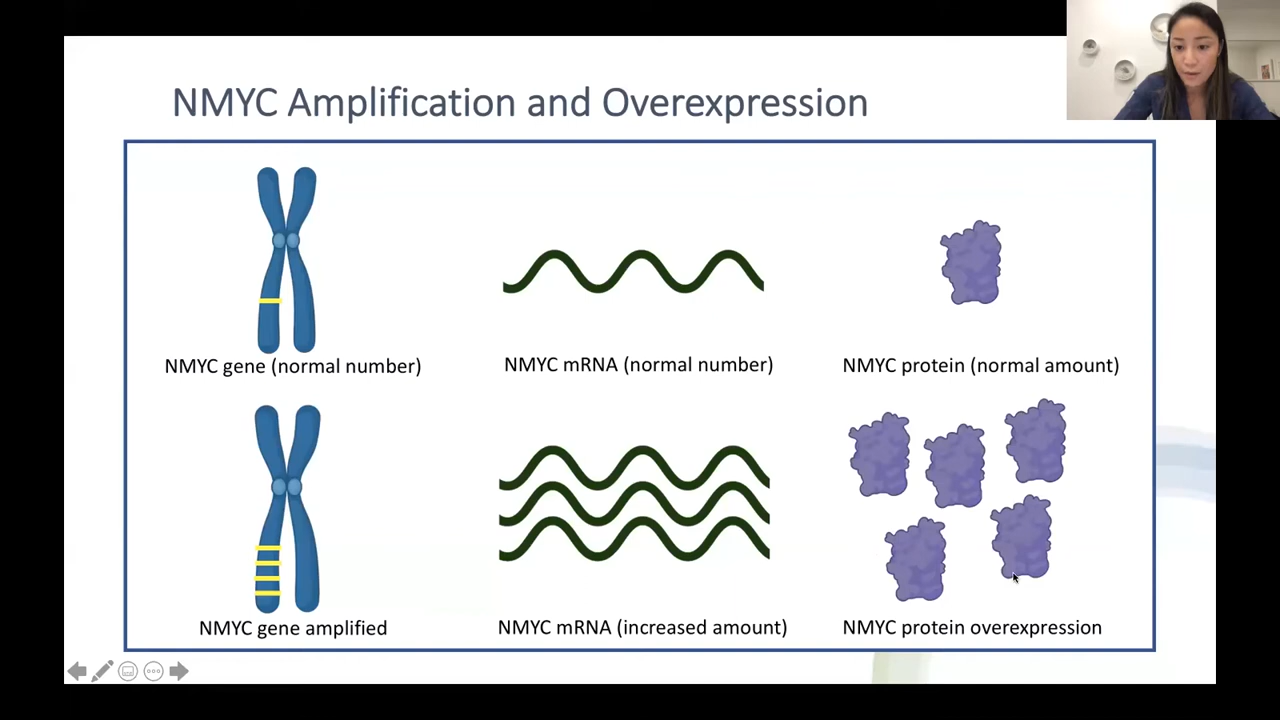 NMYC Amplification and Overexpression
NMYC gene (normal number)
NMYC mRNA (normal number)
NMYC protein (normal amount)
NMYC gene amplified
NMYC mRNA (increased amount)
NMYC protein overexpression